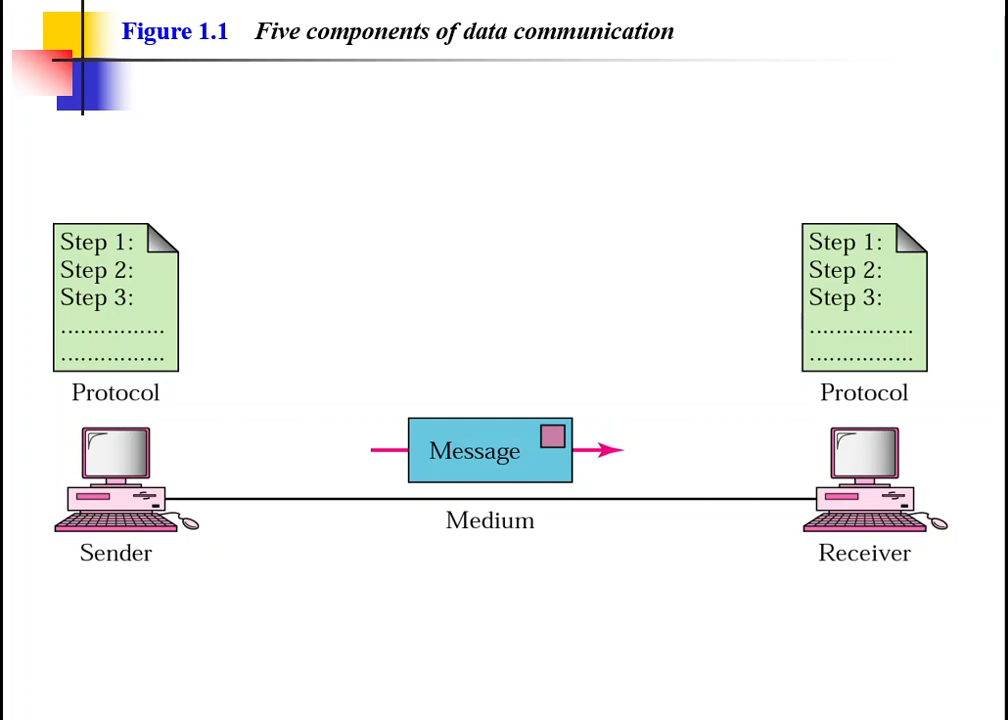 Figure 1.1 Five components of data communication
Step 1:
Step 2:
Step 3:
................
................
Protocol
Step 1:
Step 2:
Step 3:
................
................
Protocol
Message
Medium
Sender
Receiver